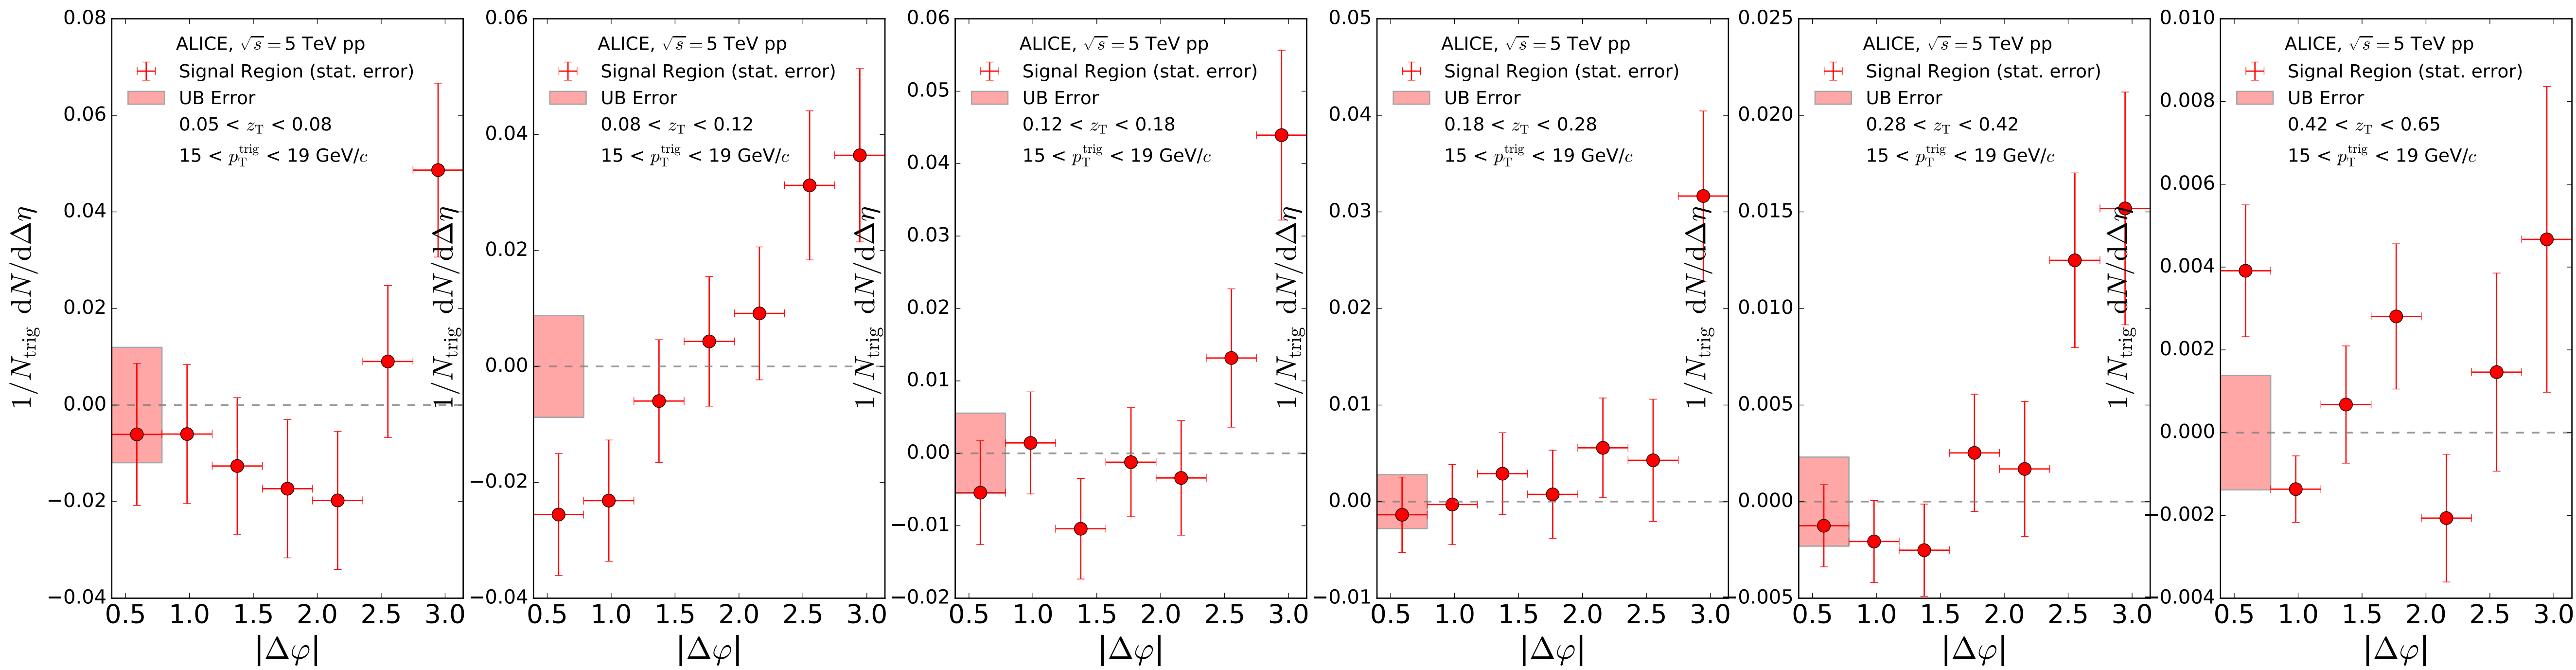 0.08
0.06
0.04
0.02
0.00
−0.02
−0.04
1/N_trig dN/dΔη
ALICE, √s = 5 TeV pp
Signal Region (stat. error)
UB Error
0.05 < z_T < 0.08
15 < p_T^trig < 19 GeV/c
0.5 1.0 1.5 2.0 2.5 3.0
|Δφ|
0.06
0.04
0.02
0.00
−0.02
−0.04
1/N_trig dN/dΔη
ALICE, √s = 5 TeV pp
Signal Region (stat. error)
UB Error
0.08 < z_T < 0.12
15 < p_T^trig < 19 GeV/c
0.5 1.0 1.5 2.0 2.5 3.0
|Δφ|
0.06
0.05
0.04
0.03
0.02
0.01
0.00
−0.01
−0.02
1/N_trig dN/dΔη
ALICE, √s = 5 TeV pp
Signal Region (stat. error)
UB Error
0.12 < z_T < 0.18
15 < p_T^trig < 19 GeV/c
0.5 1.0 1.5 2.0 2.5 3.0
|Δφ|
0.05
0.04
0.03
0.02
0.01
0.00
−0.01
1/N_trig dN/dΔη
ALICE, √s = 5 TeV pp
Signal Region (stat. error)
UB Error
0.18 < z_T < 0.28
15 < p_T^trig < 19 GeV/c
0.5 1.0 1.5 2.0 2.5 3.0
|Δφ|
0.025
0.020
0.015
0.010
0.005
0.000
−0.005
1/N_trig dN/dΔη
ALICE, √s = 5 TeV pp
Signal Region (stat. error)
UB Error
0.28 < z_T < 0.42
15 < p_T^trig < 19 GeV/c
0.5 1.0 1.5 2.0 2.5 3.0
|Δφ|
0.010
0.008
0.006
0.004
0.002
0.000
−0.002
−0.004
1/N_trig dN/dΔη
ALICE, √s = 5 TeV pp
Signal Region (stat. error)
UB Error
0.42 < z_T < 0.65
15 < p_T^trig < 19 GeV/c
0.5 1.0 1.5 2.0 2.5 3.0
|Δφ|